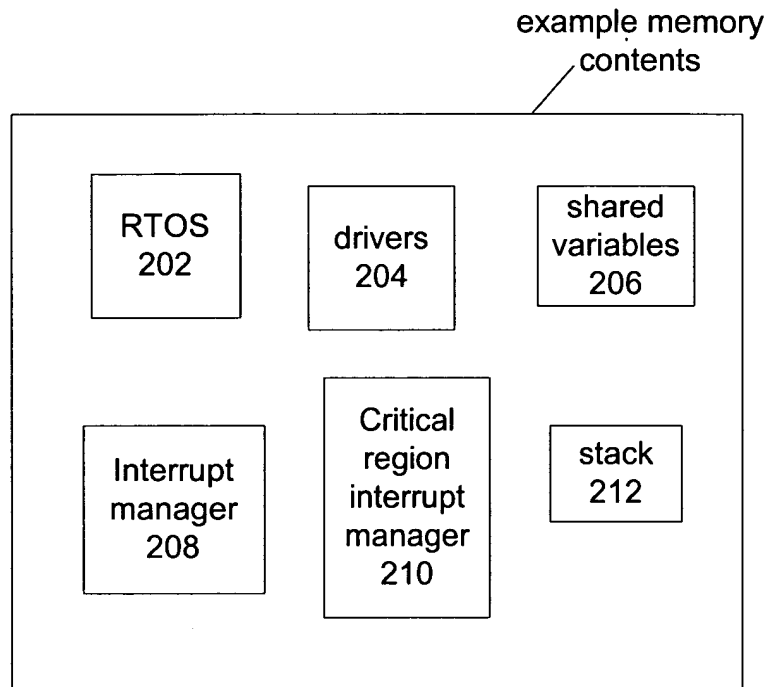 example memory
contents
RTOS
202
drivers
204
shared
variables
206
Interrupt
manager
208
Critical
region
interrupt
manager
210
stack
212